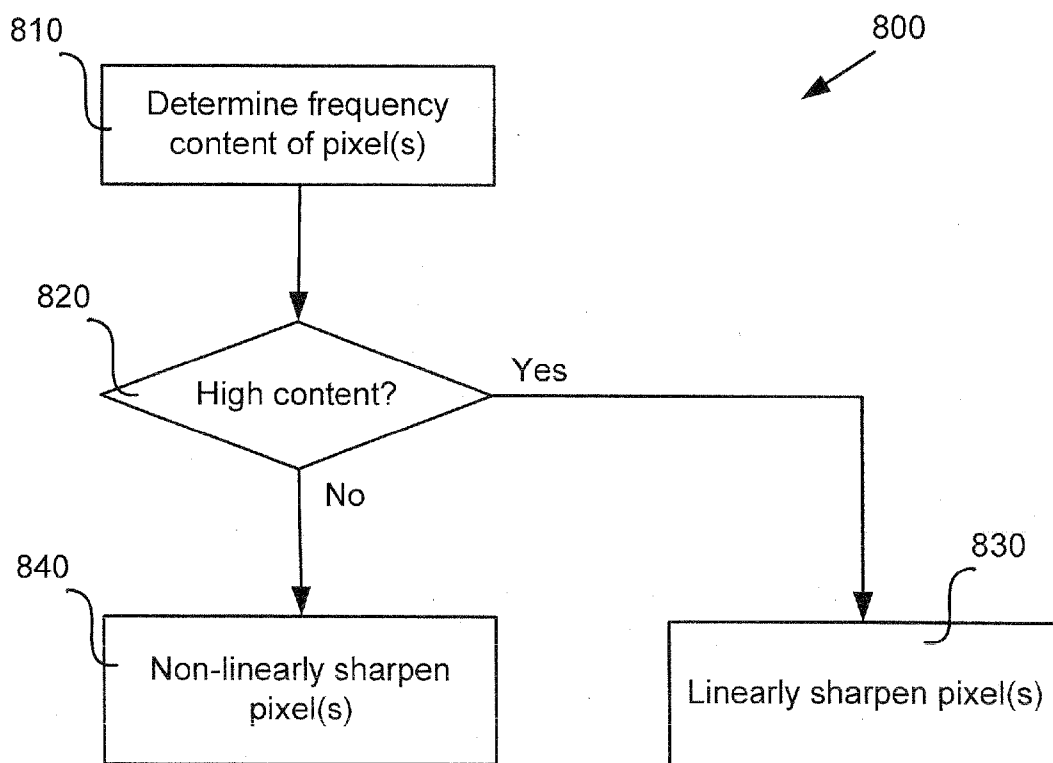 810
800
Determine frequency
content of pixel(s)
820
High content?
Yes
No
840
830
Non-linearly sharpen
pixel(s)
Linearly sharpen pixel(s)